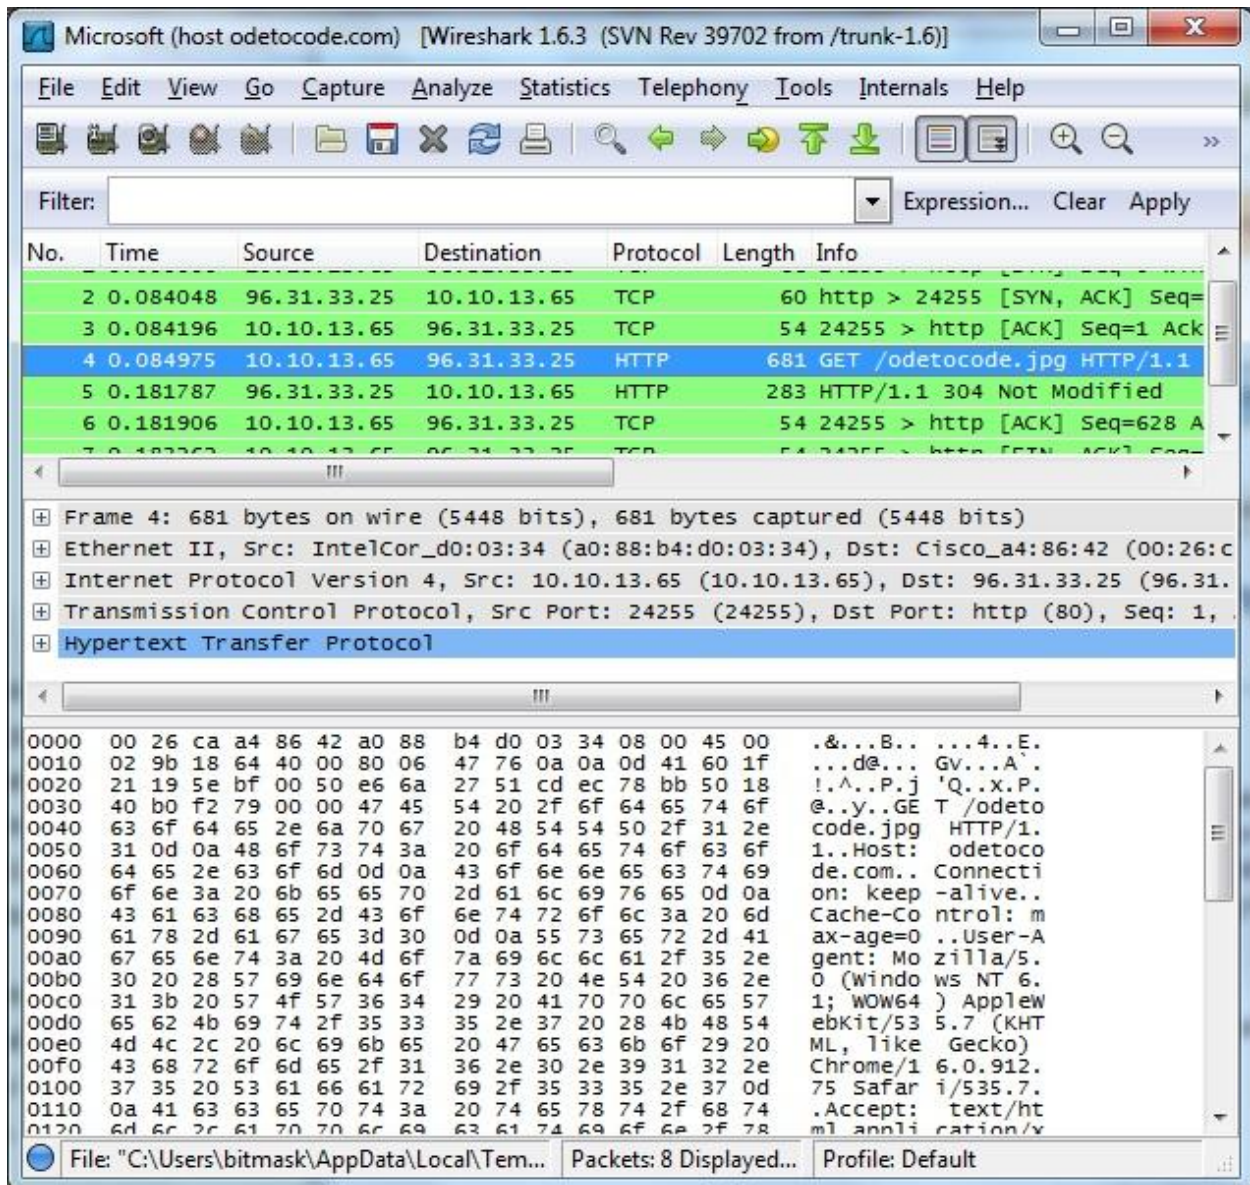 Microsoft (host odetocode.com) [Wireshark 1.6.3 (SVN Rev 39702 from /trunk-1.6)]
File Edit View Go Capture Analyze Statistics Telephony Tools Internals Help
Filter: Expression... Clear Apply
No. Time Source Destination Protocol Length Info
2 0.084048 96.31.33.25 10.10.13.65 TCP 60 http > 24255 [SYN, ACK] Seq=
3 0.084196 10.10.13.65 96.31.33.25 TCP 54 24255 > http [ACK] Seq=1 Ack
4 0.084975 10.10.13.65 96.31.33.25 HTTP 681 GET /odetocode.jpg HTTP/1.1
5 0.181787 96.31.33.25 10.10.13.65 HTTP 283 HTTP/1.1 304 Not Modified
6 0.181906 10.10.13.65 96.31.33.25 TCP 54 24255 > http [ACK] Seq=628 A
Frame 4: 681 bytes on wire (5448 bits), 681 bytes captured (5448 bits)
Ethernet II, Src: IntelCor_d0:03:34 (a0:88:b4:d0:03:34), Dst: Cisco_a4:86:42 (00:26:c
Internet Protocol Version 4, Src: 10.10.13.65 (10.10.13.65), Dst: 96.31.33.25 (96.31.
Transmission Control Protocol, Src Port: 24255 (24255), Dst Port: http (80), Seq: 1,
Hypertext Transfer Protocol
0000 00 26 ca a4 86 42 a0 88 b4 d0 03 34 08 00 45 00 .&...B.. ...4..E.
0010 02 9b 18 64 40 00 80 06 47 76 0a 0a 0d 41 60 1f ...d@... Gv...A`.
0020 21 19 5e bf 00 50 e6 6a 27 51 cd ec 78 bb 50 18 !.^..P.j 'Q..x.P.
0030 40 b0 f2 79 00 00 47 45 54 20 2f 6f 64 65 74 6f @..y..GE T /odeto
0040 63 6f 64 65 2e 6a 70 67 20 48 54 54 50 2f 31 2e code.jpg HTTP/1.
0050 31 0d 0a 48 6f 73 74 3a 20 6f 64 65 74 6f 63 6f 1..Host: odetoco
0060 64 65 2e 63 6f 6d 0d 0a 43 6f 6e 6e 65 63 74 69 de.com.. Connecti
0070 6f 6e 3a 20 6b 65 65 70 2d 61 6c 69 76 65 0d 0a on: keep -alive..
0080 43 61 63 68 65 2d 43 6f 6e 74 72 6f 6c 3a 20 6d Cache-Co ntrol: m
0090 61 78 2d 61 67 65 3d 30 0d 0a 55 73 65 72 2d 41 ax-age=0 ..User-A
00a0 67 65 6e 74 3a 20 4d 6f 7a 69 6c 6c 61 2f 35 2e gent: Mo zilla/5.
00b0 30 20 28 57 69 6e 64 6f 77 73 20 4e 54 20 36 2e 0 (Windo ws NT 6.
00c0 31 3b 20 57 4f 57 36 34 29 20 41 70 70 6c 65 57 1; WOW64 ) AppleW
00d0 65 62 4b 69 74 2f 35 33 35 2e 37 20 28 4b 48 54 ebKit/53 5.7 (KHT
00e0 4d 4c 2c 20 6c 69 6b 65 20 47 65 63 6b 6f 29 20 ML, like Gecko)
00f0 43 68 72 6f 6d 65 2f 31 36 2e 30 2e 39 31 32 2e Chrome/1 6.0.912.
0100 37 35 20 53 61 66 61 72 69 2f 35 33 35 2e 37 0d 75 Safar i/535.7.
0110 0a 41 63 63 65 70 74 3a 20 74 65 78 74 2f 68 74 .Accept: text/ht
0120 6d 6c 2c 61 70 70 6c 69 63 61 74 69 6f 6e 2f 78 ml,appli cation/x
File: "C:\Users\bitmask\AppData\Local\Tem... Packets: 8 Displayed... Profile: Default